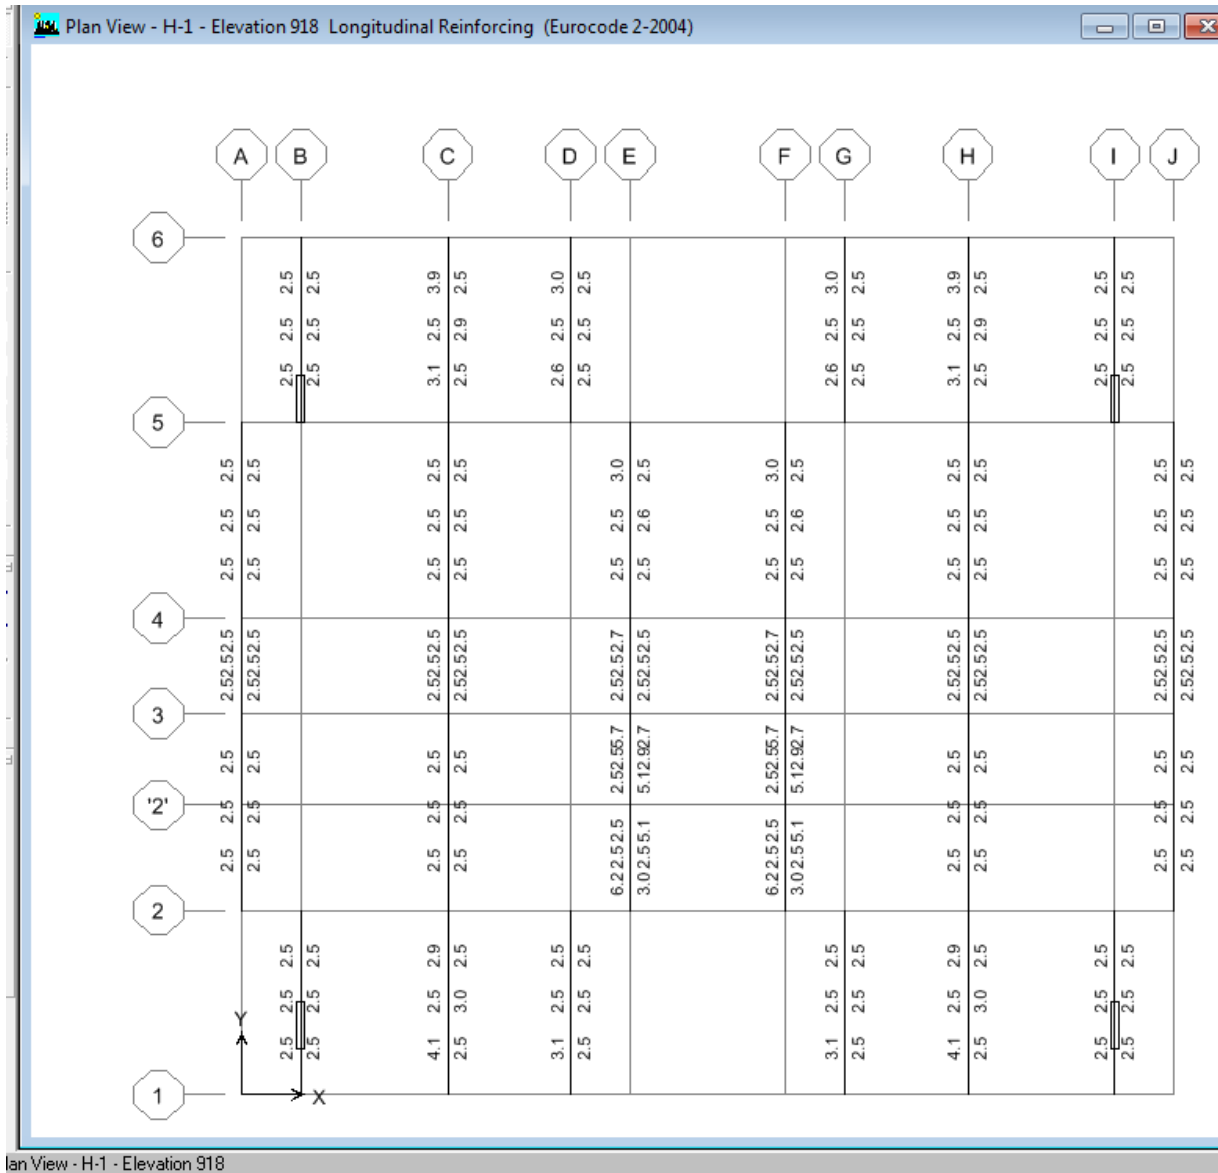 Plan View - H-1 - Elevation 918 Longitudinal Reinforcing (Eurocode 2-2004)
A B C D E F G H I J
6
2.5 2.5 3.9 2.5 3.0 2.5 3.0 2.5 3.9 2.5 2.5 2.5
2.5 2.5 2.5 2.9 2.5 2.5 2.5 2.5 2.5 2.9 2.5 2.5
2.5 2.5 3.1 2.5 2.6 2.5 2.6 2.5 3.1 2.5 2.5 2.5
5
2.5 2.5 2.5 2.5 3.0 2.5 3.0 2.5 2.5 2.5 2.5 2.5
2.5 2.5 2.5 2.5 2.5 2.6 2.5 2.6 2.5 2.5 2.5 2.5
2.5 2.5 2.5 2.5 2.5 2.5 2.5 2.5 2.5 2.5 2.5 2.5
4
2.52.52.5 2.52.52.5 2.52.52.5 2.52.52.5 2.52.52.7 2.52.52.5 2.52.52.7 2.52.52.5 2.52.52.5 2.52.52.5 2.52.52.5 2.52.52.5
3
2.5 2.5 2.5 2.5 2.52.55.7 5.12.92.7 2.52.55.7 5.12.92.7 2.5 2.5 2.5 2.5
'2'
2.5 2.5 2.5 2.5 2.5 2.5 2.5 2.5
2.5 2.5 2.5 2.5 6.22.52.5 3.02.55.1 6.22.52.5 3.02.55.1 2.5 2.5 2.5 2.5
2
2.5 2.5 2.9 2.5 2.5 2.5 2.5 2.5 2.9 2.5 2.5 2.5
2.5 2.5 2.5 3.0 2.5 2.5 2.5 2.5 2.5 3.0 2.5 2.5
Y
2.5 2.5 4.1 2.5 3.1 2.5 3.1 2.5 4.1 2.5 2.5 2.5
1
X
lan View - H-1 - Elevation 918